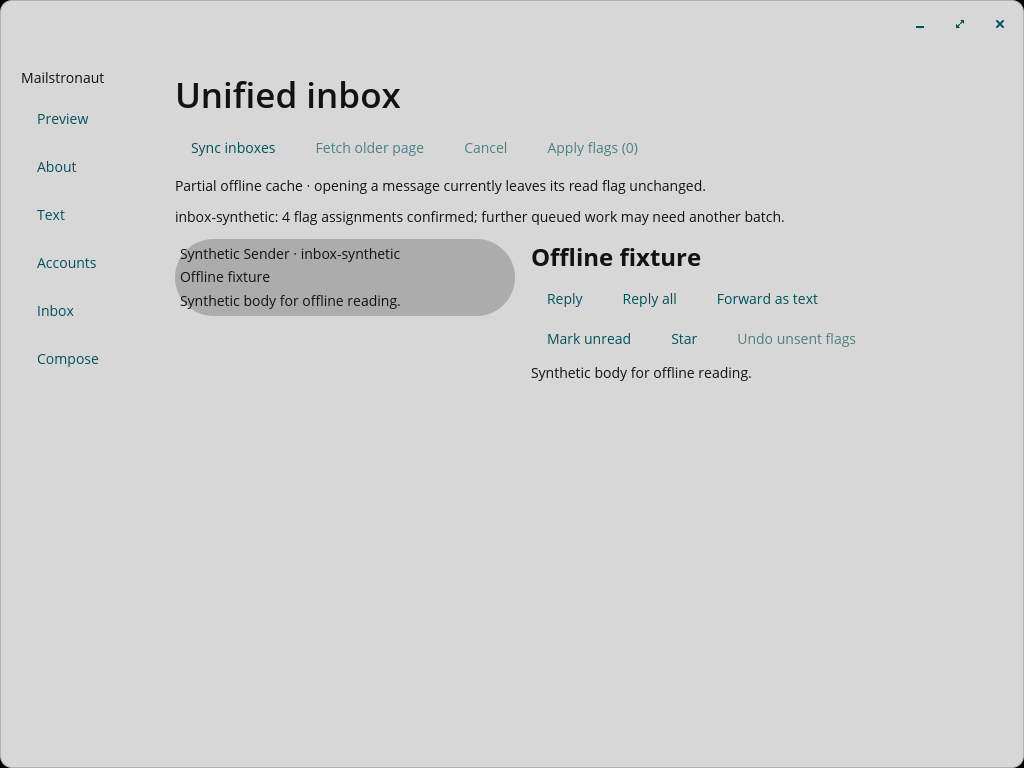 Mailstronaut
Preview
About
Text
Accounts
Inbox
Compose
Unified inbox
Sync inboxes Fetch older page Cancel Apply flags (0)
Partial offline cache · opening a message currently leaves its read flag unchanged.
inbox-synthetic: 4 flag assignments confirmed; further queued work may need another batch.
Synthetic Sender · inbox-synthetic
Offline fixture
Synthetic body for offline reading.
Offline fixture
Reply Reply all Forward as text
Mark unread Star Undo unsent flags
Synthetic body for offline reading.